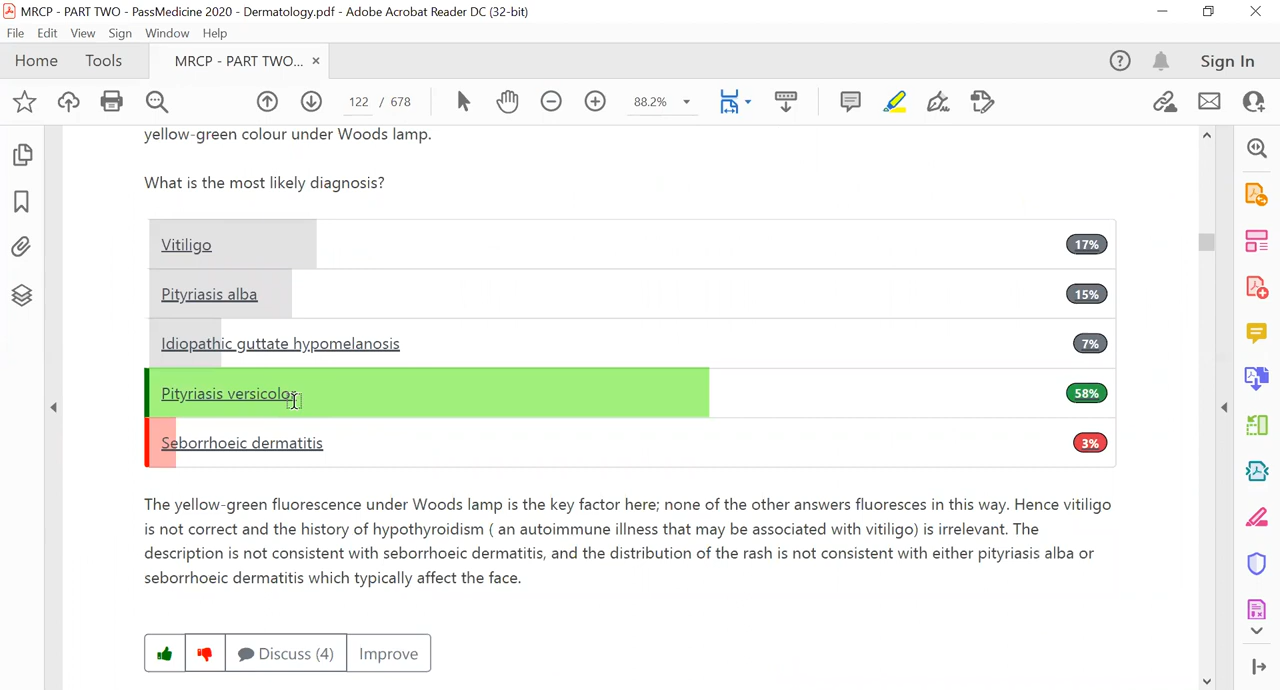 MRCP - PART TWO - PassMedicine 2020 - Dermatology.pdf - Adobe Acrobat Reader DC (32-bit)
File Edit View Sign Window Help
Home Tools MRCP - PART TWO... × Sign In
122 / 678 88.2%
yellow-green colour under Woods lamp.
What is the most likely diagnosis?
Vitiligo 17%
Pityriasis alba 15%
Idiopathic guttate hypomelanosis 7%
Pityriasis versicolor 58%
Seborrhoeic dermatitis 3%
The yellow-green fluorescence under Woods lamp is the key factor here; none of the other answers fluoresces in this way. Hence vitiligo
is not correct and the history of hypothyroidism ( an autoimmune illness that may be associated with vitiligo) is irrelevant. The
description is not consistent with seborrhoeic dermatitis, and the distribution of the rash is not consistent with either pityriasis alba or
seborrhoeic dermatitis which typically affect the face.
Discuss (4) Improve